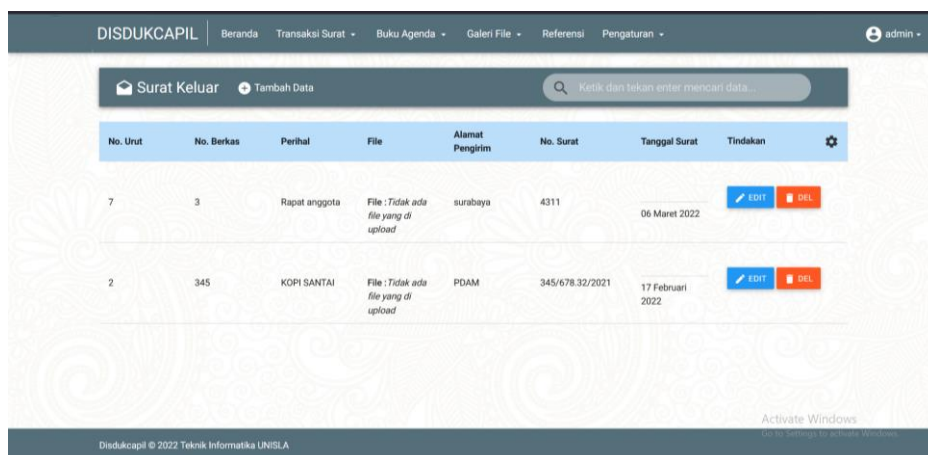 DISDUKCAPIL Beranda Transaksi Surat Buku Agenda Galeri File Referensi Pengaturan admin
Surat Keluar Tambah Data Ketik dan tekan enter mencari data...
No. Urut No. Berkas Perihal File Alamat Pengirim No. Surat Tanggal Surat Tindakan
7 3 Rapat anggota File : Tidak ada file yang di upload surabaya 4311 06 Maret 2022 EDIT DEL
2 345 KOPI SANTAI File : Tidak ada file yang di upload PDAM 345/678.32/2021 17 Februari 2022 EDIT DEL
Activate Windows
Go to Settings to activate Windows.
Disdukcapil © 2022 Teknik Informatika UNISLA